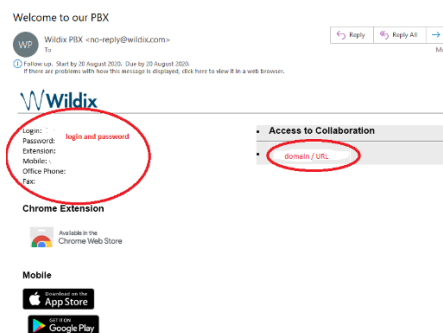 Welcome to our PBX
WP
Wildix PBX <no-reply@wildix.com>
To
Reply
Reply All
Follow up. Start by 20 August 2020. Due by 20 August 2020.
If there are problems with how this message is displayed, click here to view it in a web browser.
Wildix
Login:
login and password
Password:
Extension:
Mobile:
Office Phone:
Fax:
Access to Collaboration
domain / URL
Chrome Extension
Available in the
Chrome Web Store
Mobile
Download on the
App Store
GET IT ON
Google Play